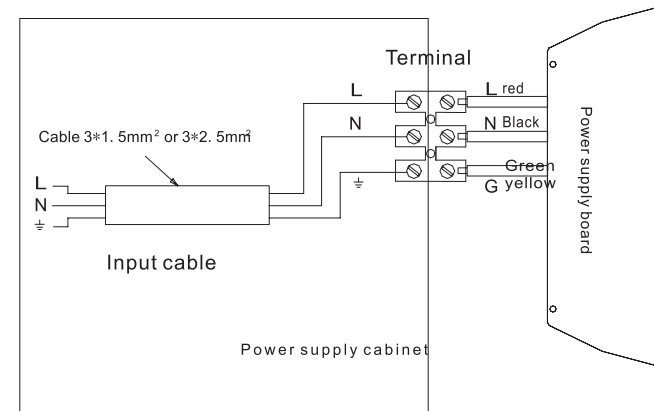 Terminal
L
L red
N
N Black
Cable 3*1. 5mm² or 3*2. 5mm²
Green
G yellow
Power supply board
L
N
Input cable
Power supply cabinet